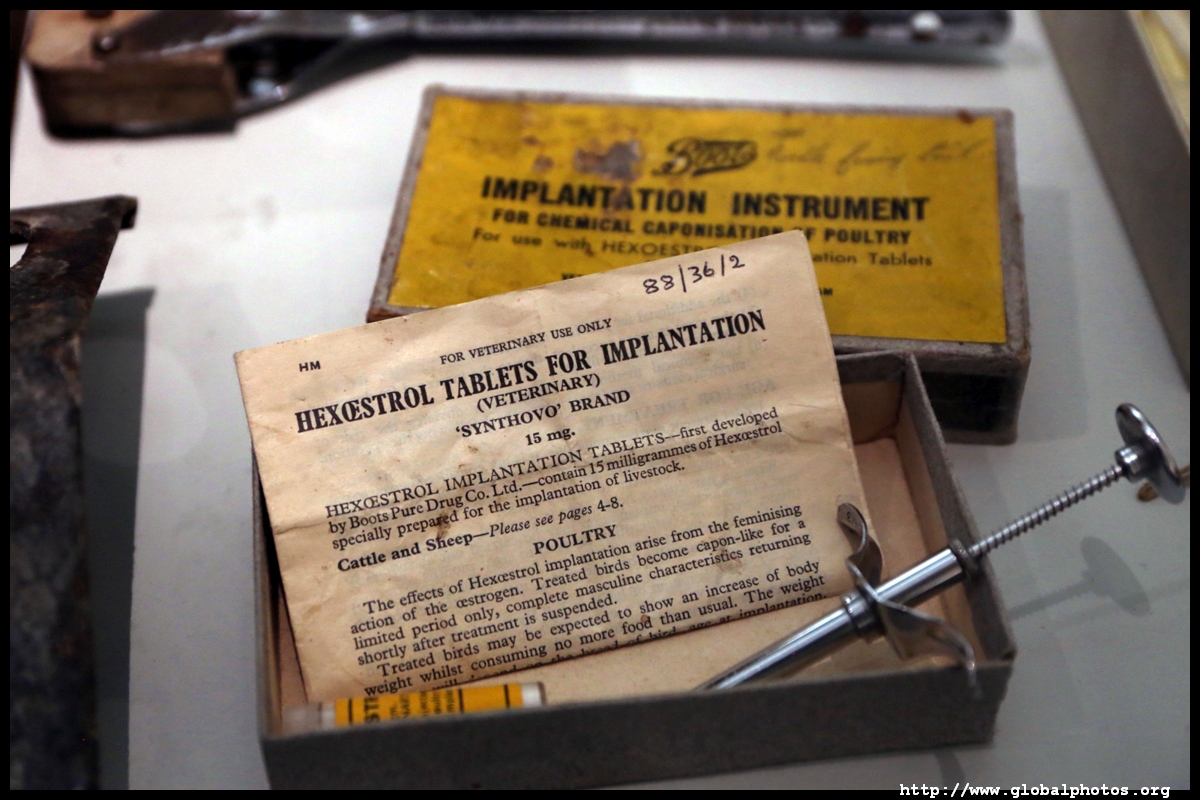 Boots
IMPLANTATION INSTRUMENT
FOR CHEMICAL CAPONISATION OF POULTRY
For use with HEXOESTR ation Tablets
88/36/2
HM
FOR VETERINARY USE ONLY
HEXŒSTROL TABLETS FOR IMPLANTATION
(VETERINARY)
'SYNTHOVO' BRAND
15 mg.
HEXŒSTROL IMPLANTATION TABLETS—first developed
by Boots Pure Drug Co. Ltd.—contain 15 milligrammes of Hexœstrol
specially prepared for the implantation of livestock.
Cattle and Sheep—Please see pages 4-8.
POULTRY
The effects of Hexœstrol implantation arise from the feminising
action of the œstrogen. Treated birds become capon-like for a
limited period only, complete masculine characteristics returning
shortly after treatment is suspended.
Treated birds may be expected to show an increase of body
weight whilst consuming no more food than usual. The weight
bird, age at implantation,
http://www.globalphotos.org